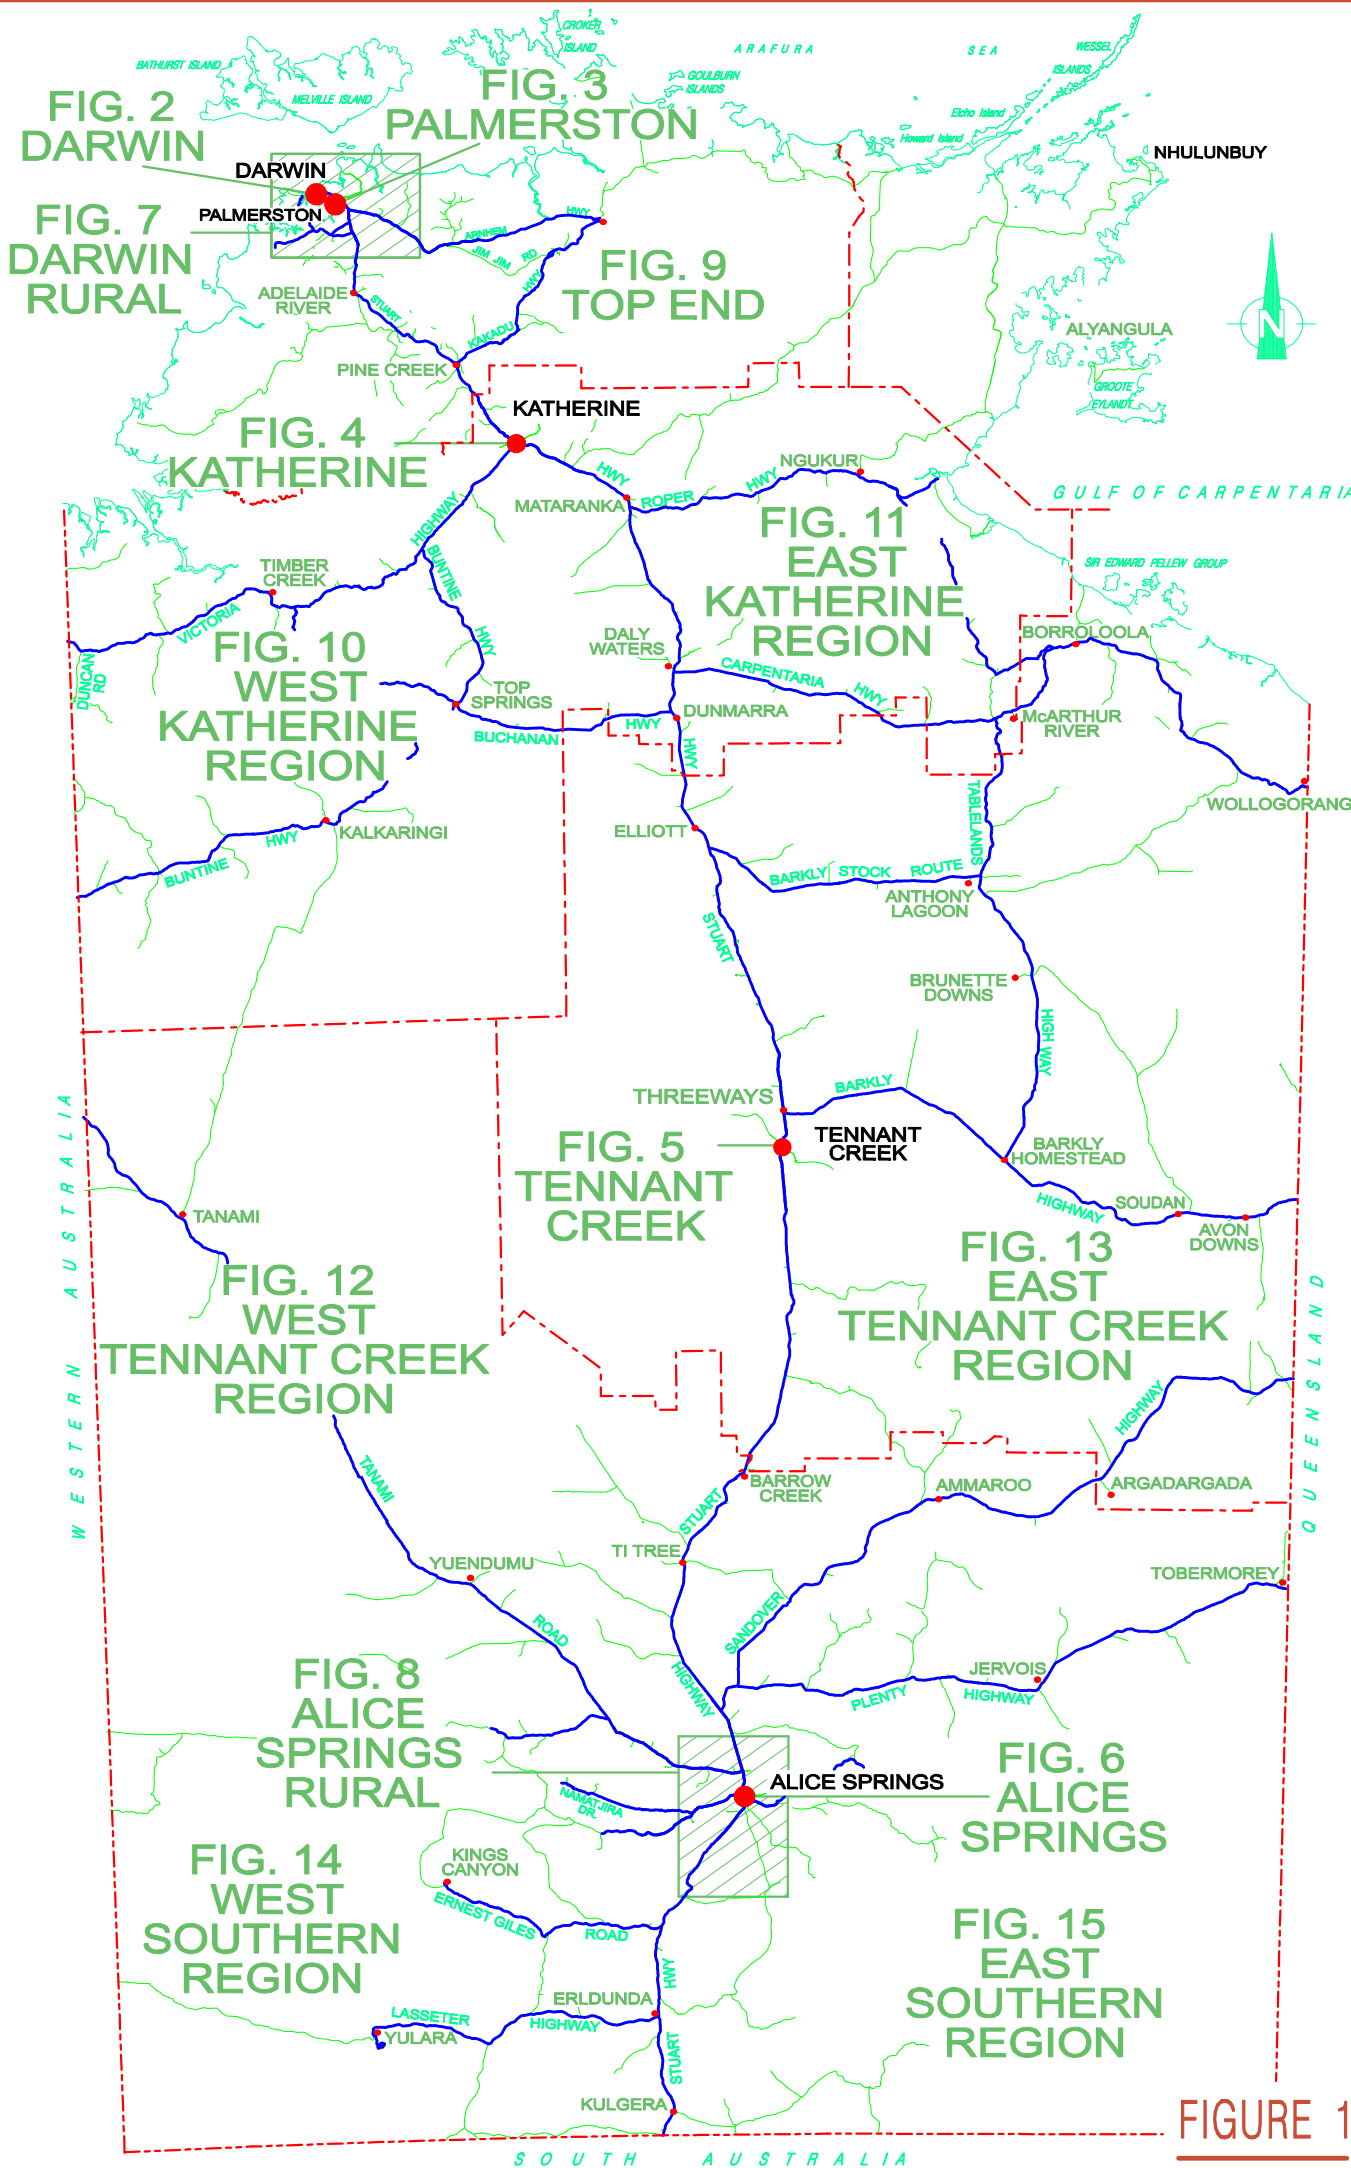 ARAFURA SEA
CROKER
ISLAND
WESSEL
ISLANDS
BATHURST ISLAND
MELVILLE ISLAND
GOULBURN
ISLANDS
Elcho Island
Howard Island
FIG. 2
DARWIN
FIG. 3
PALMERSTON
NHULUNBUY
DARWIN
PALMERSTON
FIG. 7
DARWIN
RURAL
ARNHEM HWY
JIM JIM RD
FIG. 9
TOP END
ADELAIDE
RIVER
STUART
KAKADU HWY
N
ALYANGULA
GROOTE
EYLANDT
PINE CREEK
KATHERINE
FIG. 4
KATHERINE
HWY
MATARANKA
ROPER HWY
NGUKUR
GULF OF CARPENTARIA
FIG. 11
EAST
KATHERINE
REGION
HIGHWAY
BUNTINE
HWY
TIMBER
CREEK
VICTORIA
SIR EDWARD PELLEW GROUP
DUNCAN
RD
FIG. 10
WEST
KATHERINE
REGION
DALY
WATERS
BORROLOOLA
CARPENTARIA HWY
TOP
SPRINGS
BUCHANAN HWY
DUNMARRA
McARTHUR
RIVER
HWY
WOLLOGORANG
ELLIOTT
TABLELANDS
KALKARINGI
BUNTINE HWY
BARKLY STOCK ROUTE
ANTHONY
LAGOON
STUART
BRUNETTE
DOWNS
HIGH WAY
THREEWAYS
BARKLY
TENNANT
CREEK
FIG. 5
TENNANT
CREEK
BARKLY
HOMESTEAD
HIGHWAY
SOUDAN
AVON
DOWNS
WESTERN AUSTRALIA
TANAMI
FIG. 12
WEST
TENNANT CREEK
REGION
FIG. 13
EAST
TENNANT CREEK
REGION
QUEENSLAND
HIGHWAY
TANAMI
BARROW
CREEK
AMMAROO
ARGADARGADA
STUART
TI TREE
YUENDUMU
TOBERMOREY
ROAD
SANDOVER
HIGHWAY
JERVOIS
PLENTY HIGHWAY
FIG. 8
ALICE
SPRINGS
RURAL
ALICE SPRINGS
FIG. 6
ALICE
SPRINGS
NAMATJIRA
DR.
KINGS
CANYON
ERNEST GILES ROAD
FIG. 14
WEST
SOUTHERN
REGION
FIG. 15
EAST
SOUTHERN
REGION
HWY
ERLDUNDA
LASSETER HIGHWAY
YULARA
STUART
KULGERA
SOUTH AUSTRALIA
FIGURE 1